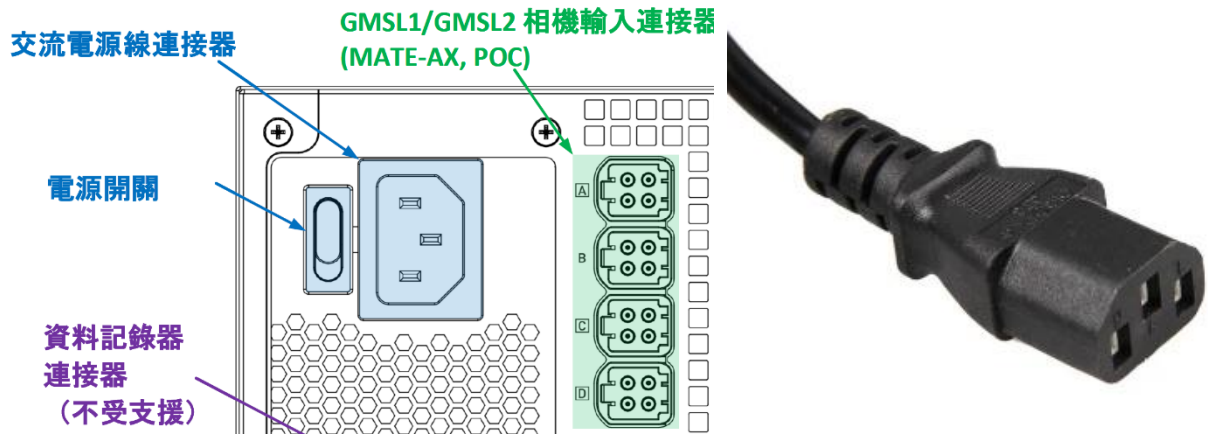 GMSL1/GMSL2 相機輸入連接器
(MATE-AX, POC)
交流電源線連接器
電源開關
A
B
C
D
資料記錄器
連接器
（不受支援）